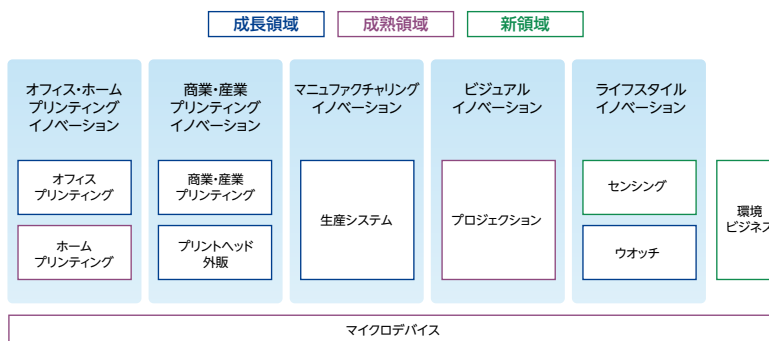 成長領域
成熟領域
新領域
オフィス・ホーム
プリンティング
イノベーション
商業・産業
プリンティング
イノベーション
マニュファクチャリング
イノベーション
ビジュアル
イノベーション
ライフスタイル
イノベーション
オフィス
プリンティング
ホーム
プリンティング
商業・産業
プリンティング
プリントヘッド
外販
生産システム
プロジェクション
センシング
ウオッチ
環境
ビジネス
マイクロデバイス